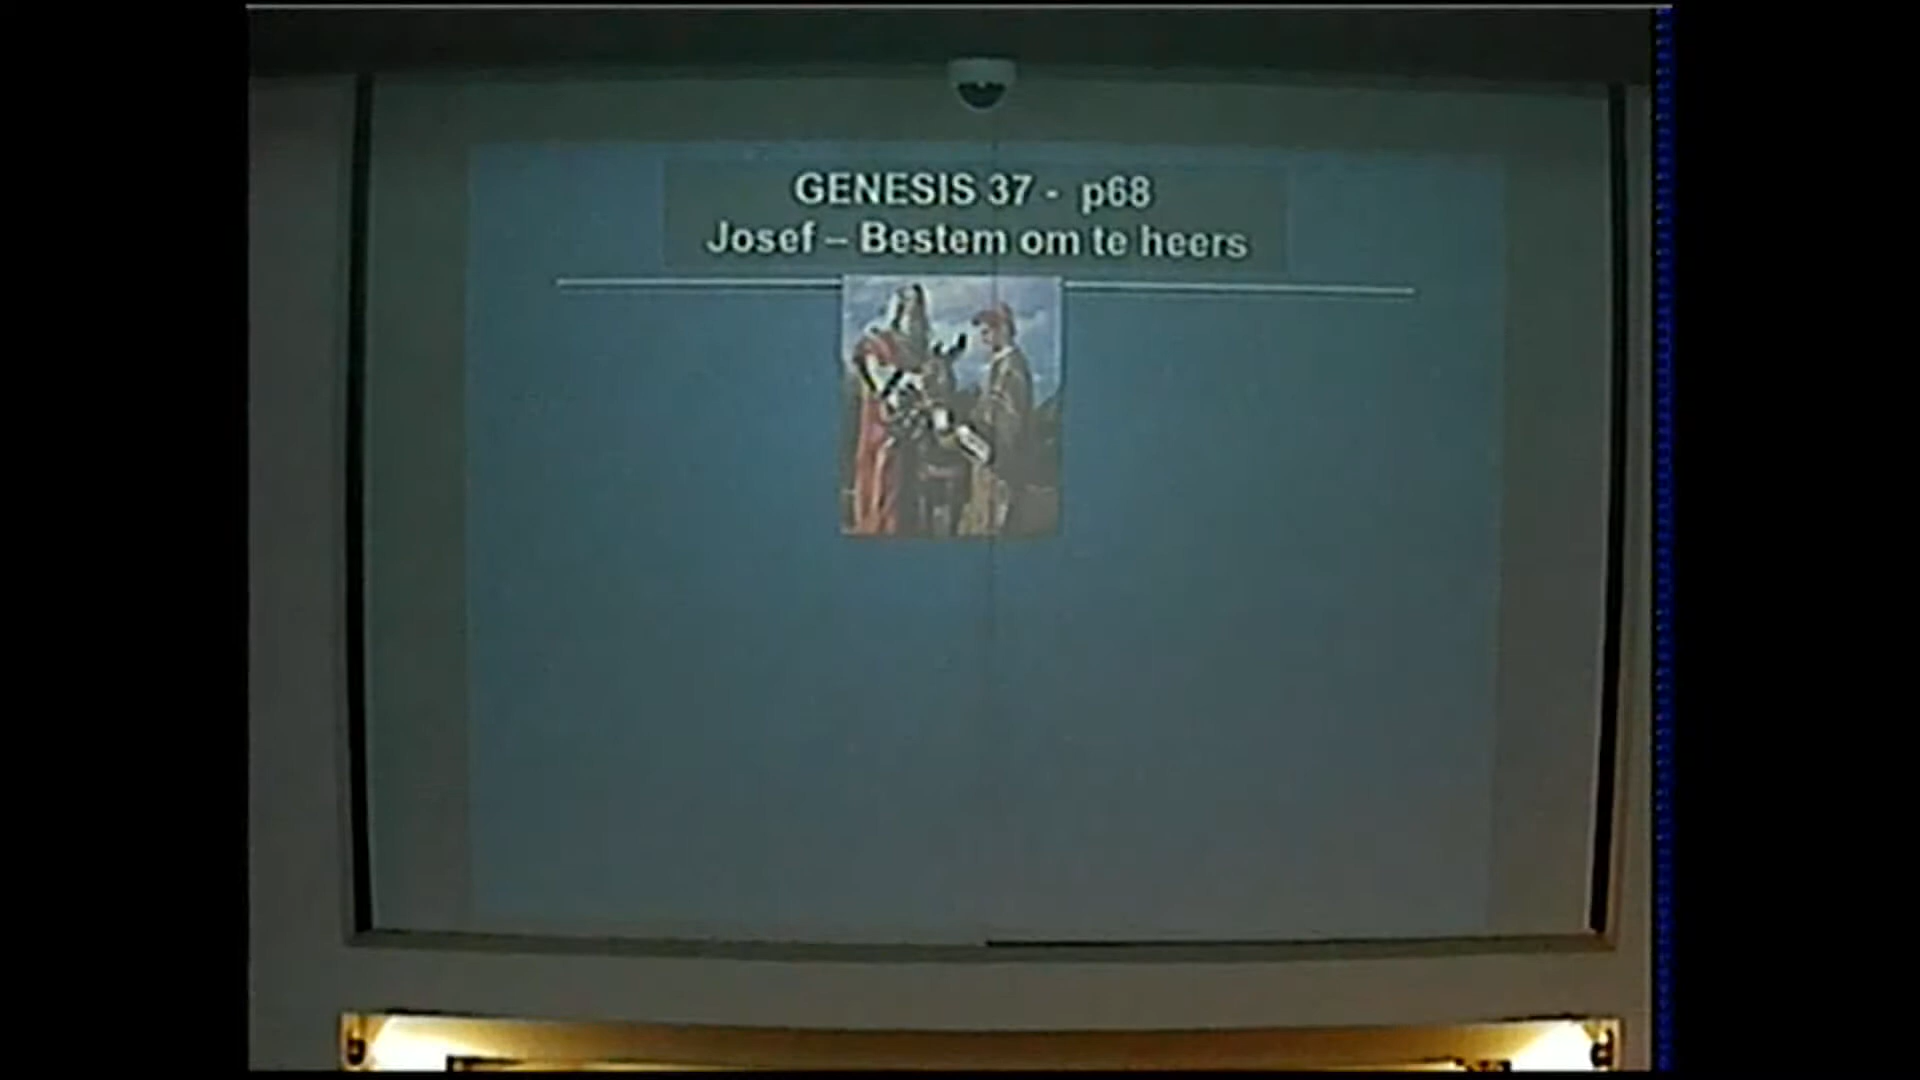 GENESIS 37 - p68
Josef – Bestem om te heers